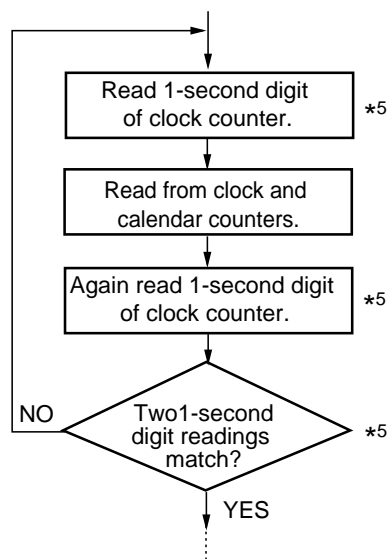 Read 1-second digit
of clock counter.
*5
Read from clock and
calendar counters.
Again read 1-second digit
of clock counter.
*5
NO
Two1-second
digit readings
match?
*5
YES